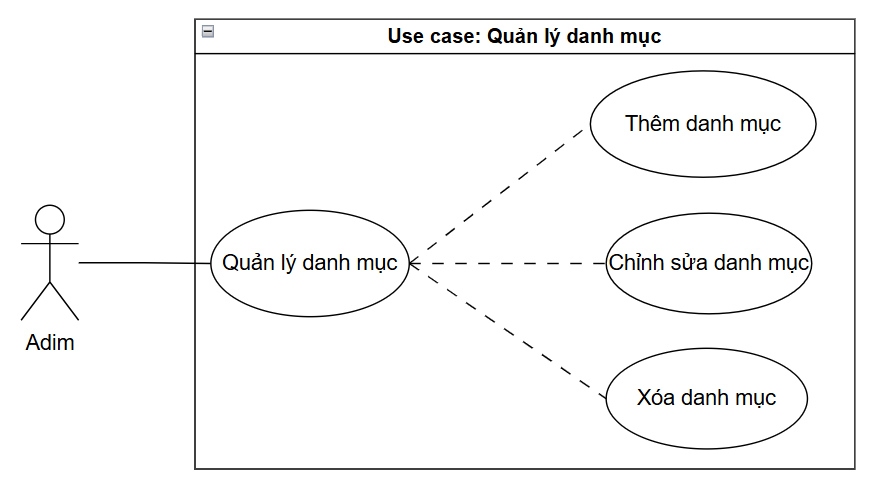 Use case: Quản lý danh mục
Thêm danh mục
Quản lý danh mục
Chỉnh sửa danh mục
Adim
Xóa danh mục